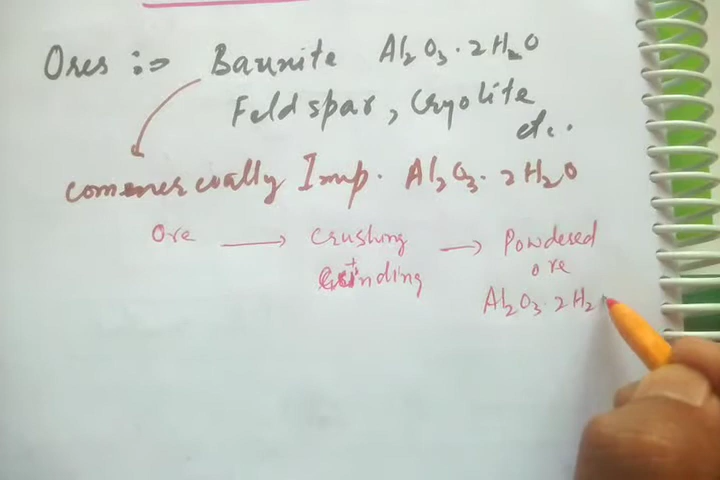 Ores :⇒ Bauxite Al₂O₃·2H₂O
Feldspar, Cryolite
etc..
commercially Imp. Al₂O₃·2H₂O
Ore → Crushing → Powdered
+ ore
Grinding
Al₂O₃·2H₂